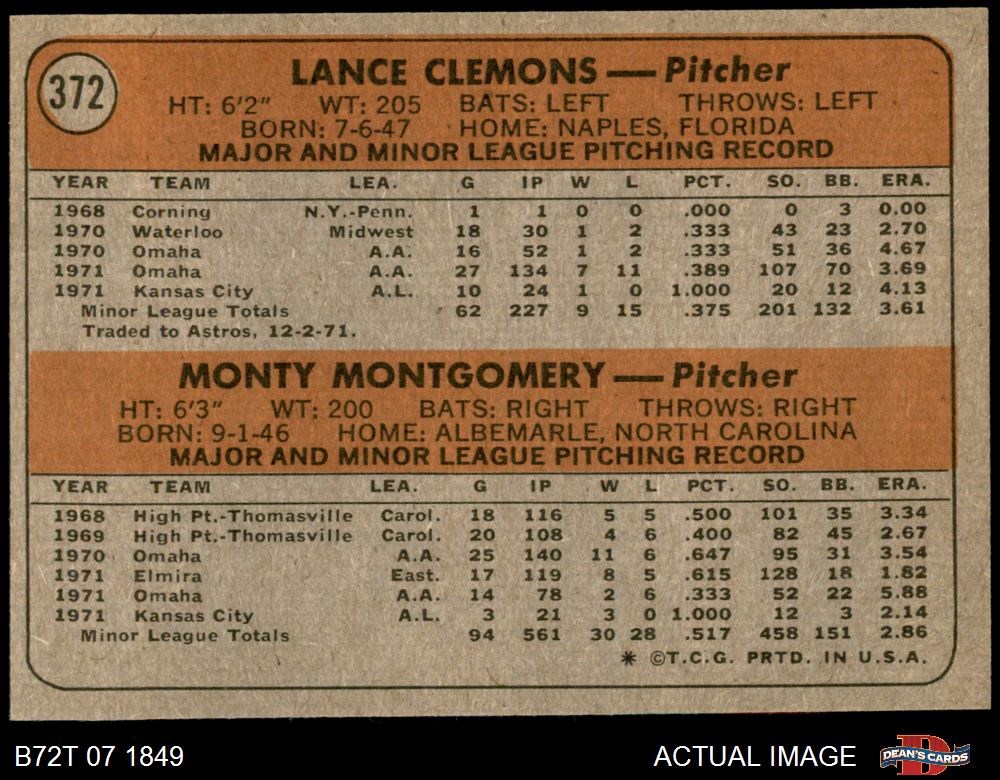 372
LANCE CLEMONS — Pitcher
HT: 6'2" WT: 205 BATS: LEFT THROWS: LEFT
BORN: 7-6-47 HOME: NAPLES, FLORIDA
MAJOR AND MINOR LEAGUE PITCHING RECORD
YEAR TEAM LEA. G IP W L PCT. SO. BB. ERA.
1968 Corning N.Y.-Penn. 1 1 0 0 .000 0 3 0.00
1970 Waterloo Midwest 18 30 1 2 .333 43 23 2.70
1970 Omaha A.A. 16 52 1 2 .333 51 36 4.67
1971 Omaha A.A. 27 134 7 11 .389 107 70 3.69
1971 Kansas City A.L. 10 24 1 0 1.000 20 12 4.13
Minor League Totals 62 227 9 15 .375 201 132 3.61
Traded to Astros, 12-2-71.
MONTY MONTGOMERY — Pitcher
HT: 6'3" WT: 200 BATS: RIGHT THROWS: RIGHT
BORN: 9-1-46 HOME: ALBEMARLE, NORTH CAROLINA
MAJOR AND MINOR LEAGUE PITCHING RECORD
YEAR TEAM LEA. G IP W L PCT. SO. BB. ERA.
1968 High Pt.-Thomasville Carol. 18 116 5 5 .500 101 35 3.34
1969 High Pt.-Thomasville Carol. 20 108 4 6 .400 82 45 2.67
1970 Omaha A.A. 25 140 11 6 .647 95 31 3.54
1971 Elmira East. 17 119 8 5 .615 128 18 1.82
1971 Omaha A.A. 14 78 2 6 .333 52 22 5.88
1971 Kansas City A.L. 3 21 3 0 1.000 12 3 2.14
Minor League Totals 94 561 30 28 .517 458 151 2.86
* ©T.C.G. PRTD. IN U.S.A.
B72T 07 1849 ACTUAL IMAGE DEAN'S CARDS